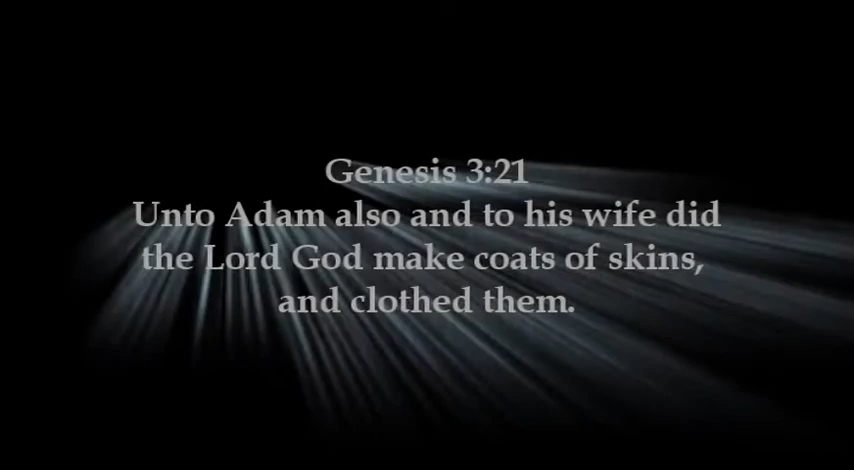 Genesis 3:21
Unto Adam also and to his wife did
the Lord God make coats of skins,
and clothed them.